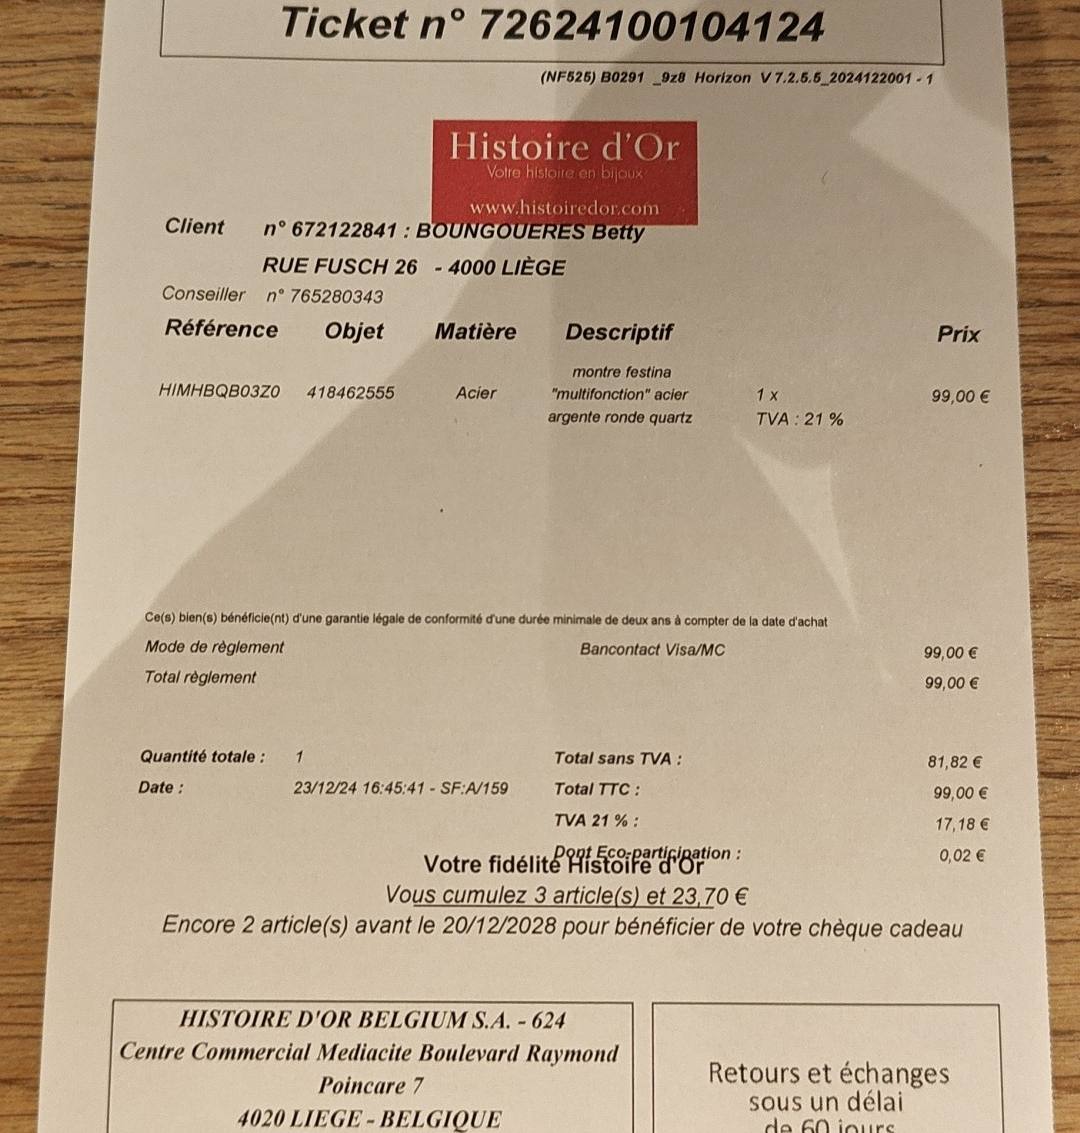 Ticket n° 72624100104124
(NF525) B0291 _9z8 Horizon V 7.2.5.5_2024122001 - 1
Histoire d'Or
Votre histoire en bijoux
www.histoiredor.com
Client n° 672122841 : BOUNGOUERES Betty
RUE FUSCH 26 - 4000 LIÈGE
Conseiller n° 765280343
Référence Objet Matière Descriptif Prix
montre festina
HIMHBQB03Z0 418462555 Acier "multifonction" acier 1 x 99,00 €
argente ronde quartz TVA : 21 %
Ce(s) bien(s) bénéficie(nt) d'une garantie légale de conformité d'une durée minimale de deux ans à compter de la date d'achat
Mode de règlement Bancontact Visa/MC 99,00 €
Total règlement 99,00 €
Quantité totale : 1 Total sans TVA : 81,82 €
Date : 23/12/24 16:45:41 - SF:A/159 Total TTC : 99,00 €
TVA 21 % : 17,18 €
Dont Eco-participation : 0,02 €
Votre fidélité Histoire d'Or
Vous cumulez 3 article(s) et 23,70 €
Encore 2 article(s) avant le 20/12/2028 pour bénéficier de votre chèque cadeau
HISTOIRE D'OR BELGIUM S.A. - 624
Centre Commercial Mediacite Boulevard Raymond
Poincare 7
4020 LIEGE - BELGIQUE
Retours et échanges
sous un délai
de 60 jours